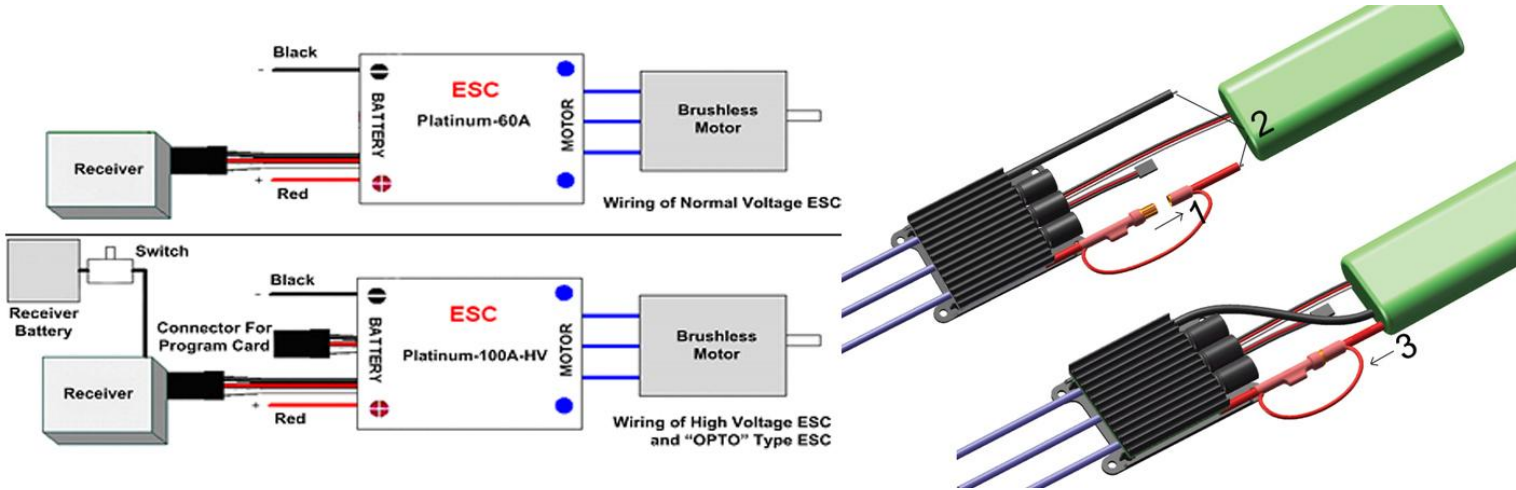 Black
-
BATTERY
ESC
Platinum-60A
MOTOR
Brushless
Motor
Receiver
+
Red
Wiring of Normal Voltage ESC
Switch
Receiver
Battery
Black
-
Connector For
Program Card
BATTERY
ESC
Platinum-100A-HV
MOTOR
Brushless
Motor
Receiver
+
Red
Wiring of High Voltage ESC
and “OPTO” Type ESC
1
2
3